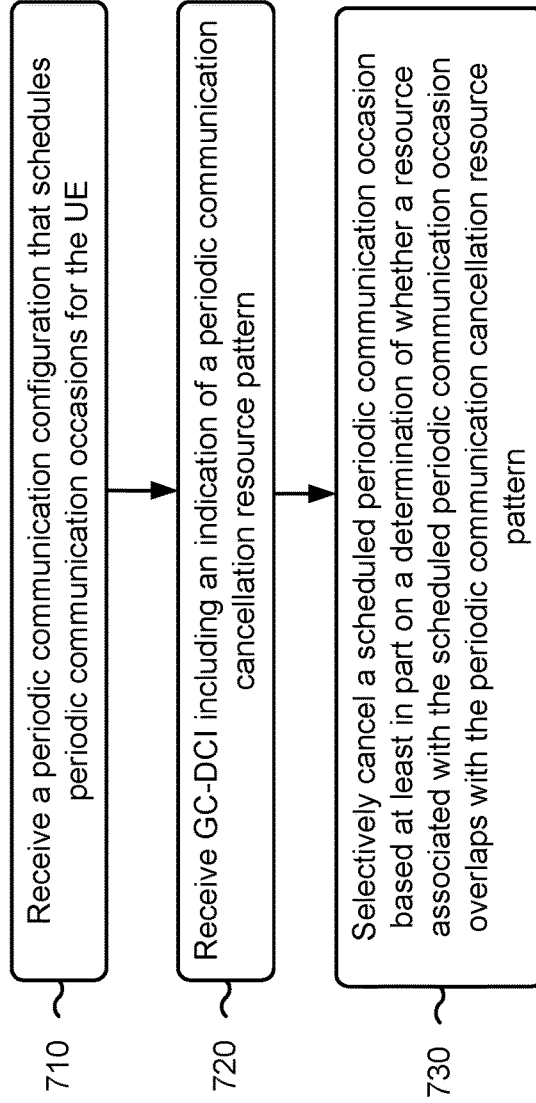 710
Receive a periodic communication configuration that schedules
periodic communication occasions for the UE
720
Receive GC-DCI including an indication of a periodic communication
cancellation resource pattern
730
Selectively cancel a scheduled periodic communication occasion
based at least in part on a determination of whether a resource
associated with the scheduled periodic communication occasion
overlaps with the periodic communication cancellation resource
pattern